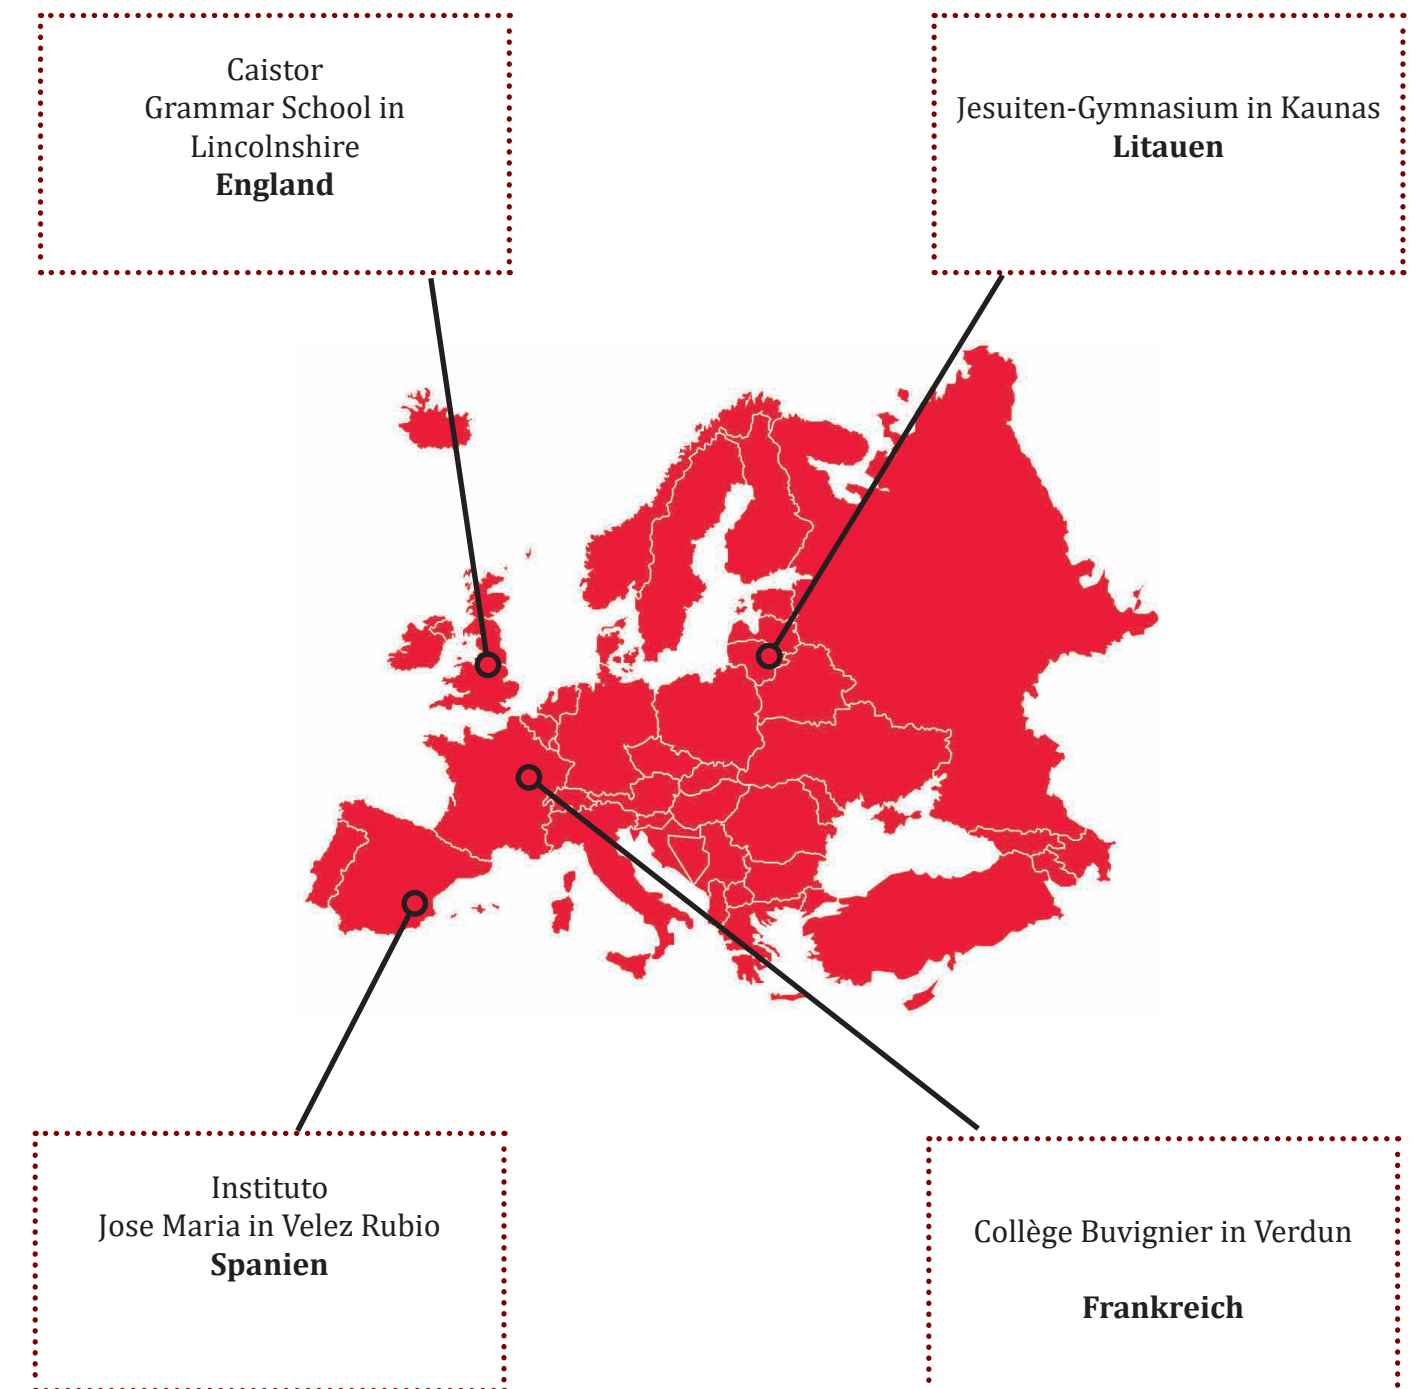 Caistor
Grammar School in
Lincolnshire
England
Jesuiten-Gymnasium in Kaunas
Litauen
Instituto
Jose Maria in Velez Rubio
Spanien
Collège Buvignier in Verdun
Frankreich